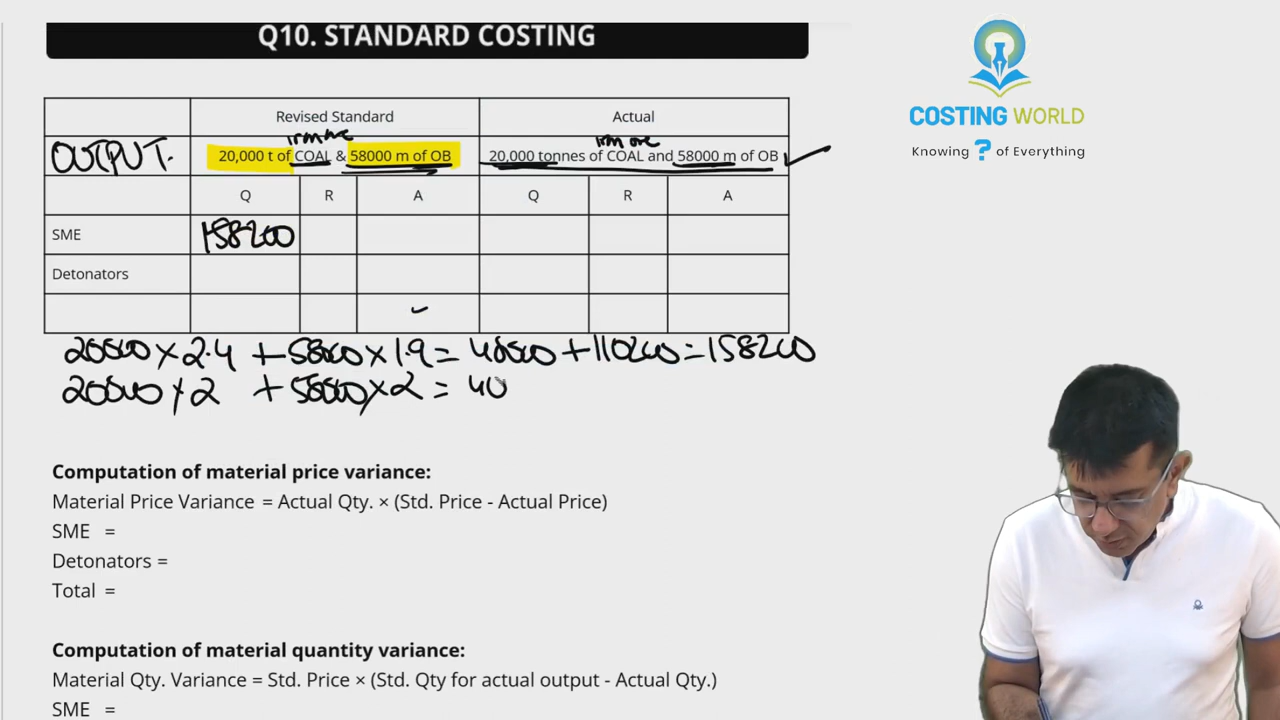 Q10. STANDARD COSTING
COSTING WORLD
Knowing ? of Everything
Revised Standard
Actual
OUTPUT.
iron ore
20,000 t of COAL & 58000 m of OB
iron ore
20,000 tonnes of COAL and 58000 m of OB
Q R A Q R A
SME 158200
Detonators
20000 × 2.4 + 58000 × 1.9 = 48000 + 110200 = 158200
20000 × 2 + 58000 × 2 = 40
Computation of material price variance:
Material Price Variance = Actual Qty. × (Std. Price - Actual Price)
SME =
Detonators =
Total =
Computation of material quantity variance:
Material Qty. Variance = Std. Price × (Std. Qty for actual output - Actual Qty.)
SME =